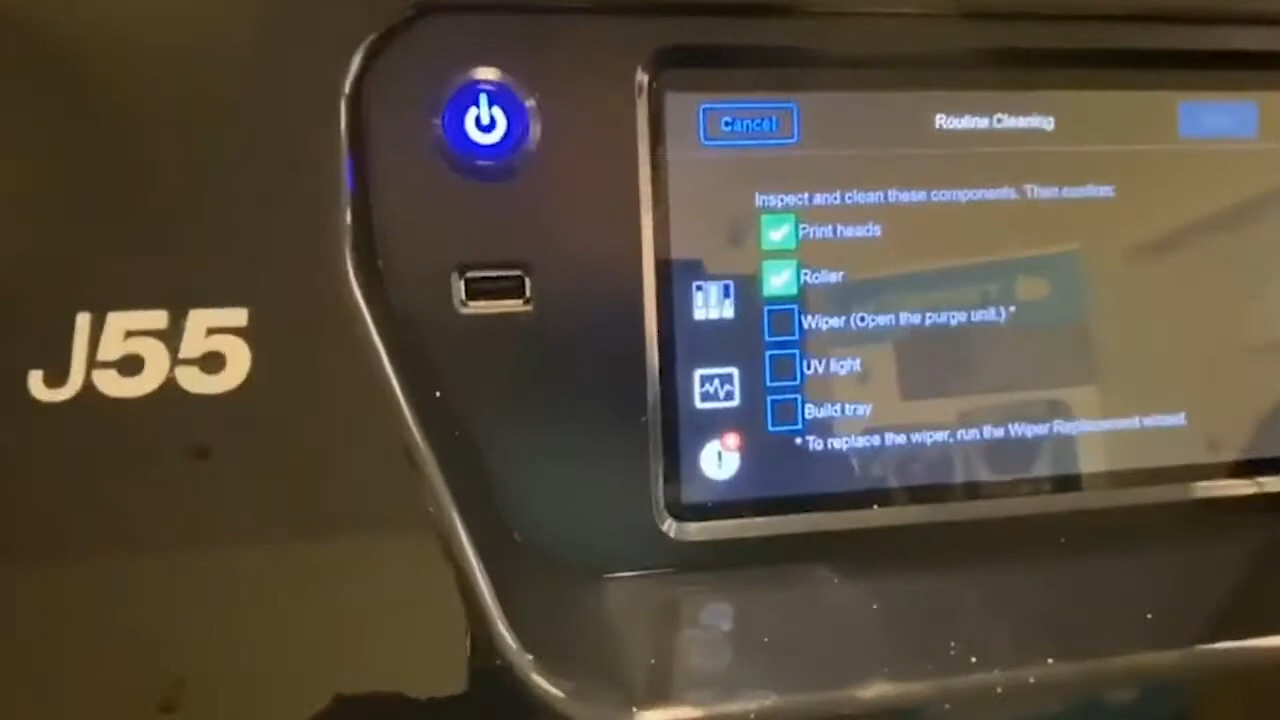 Cancel
Routine Cleaning
Inspect and clean these components. Then confirm:
Print heads
Roller
Wiper (Open the purge unit.) *
UV light
Build tray
* To replace the wiper, run the Wiper Replacement wizard.
J55